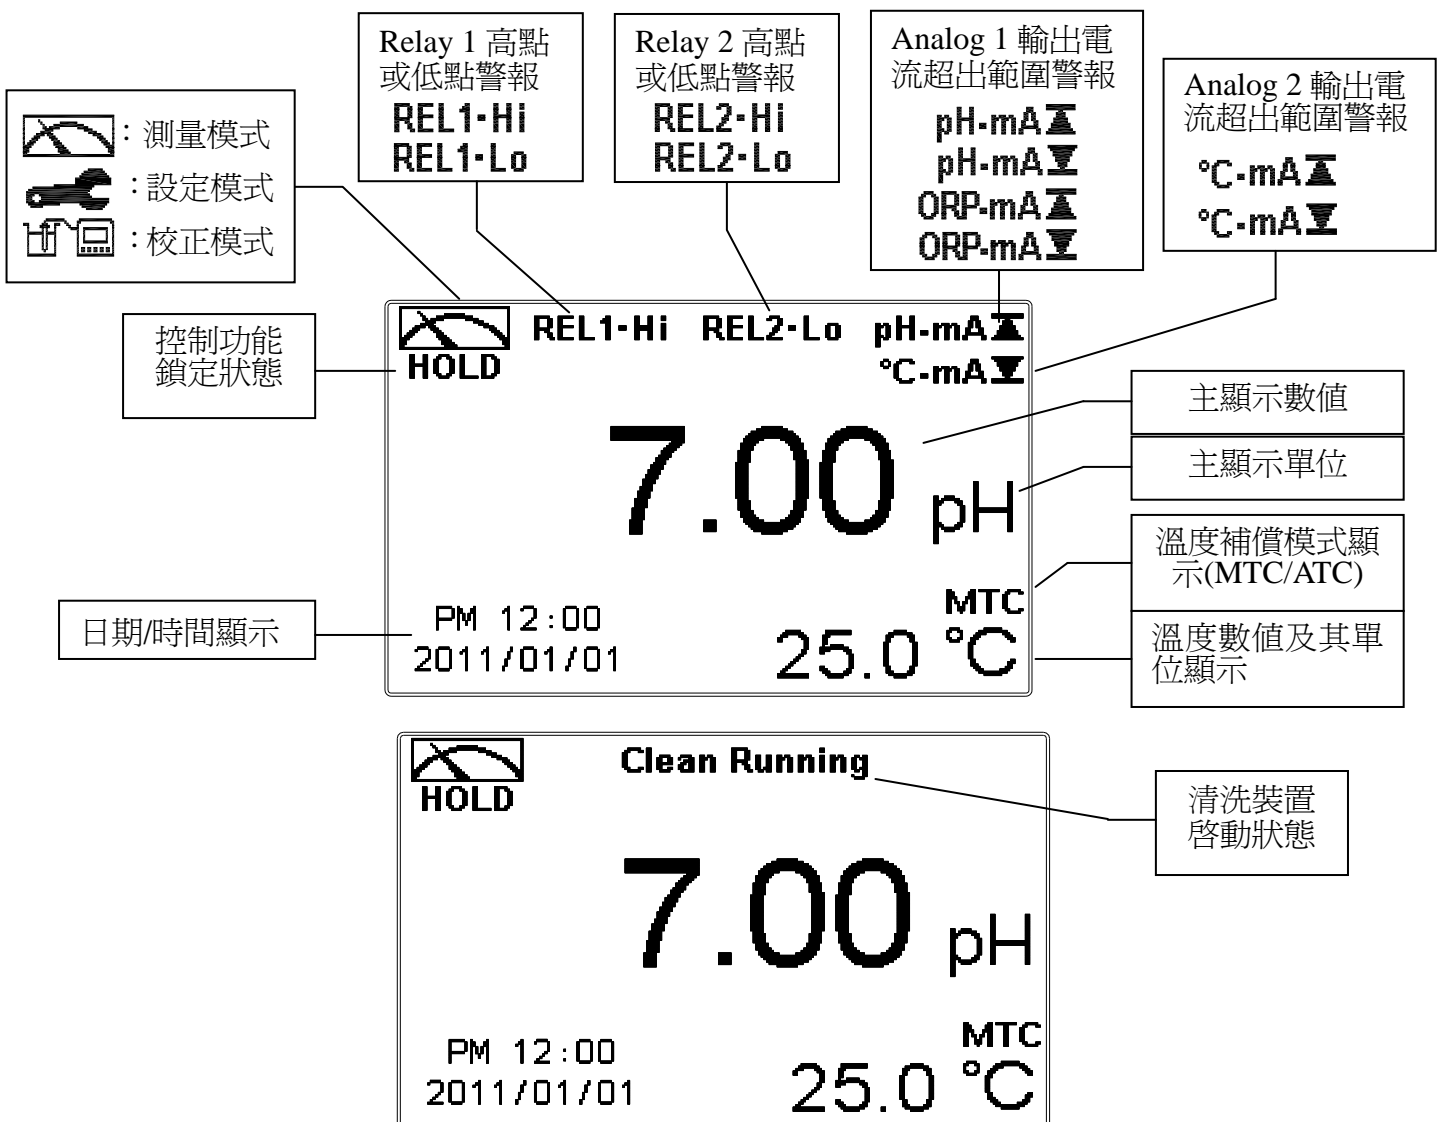 Relay 1 高點
或低點警報
REL1-Hi
REL1-Lo
Relay 2 高點
或低點警報
REL2-Hi
REL2-Lo
Analog 1 輸出電
流超出範圍警報
pH-mA
pH-mA
ORP-mA
ORP-mA
Analog 2 輸出電
流超出範圍警報
°C-mA
°C-mA
：測量模式
：設定模式
：校正模式
控制功能
鎖定狀態
REL1-Hi REL2-Lo pH-mA
HOLD °C-mA
7.00 pH
主顯示數值
主顯示單位
溫度補償模式顯
示(MTC/ATC)
溫度數值及其單
位顯示
日期/時間顯示
MTC
PM 12:00
2011/01/01
25.0 °C
Clean Running
HOLD
清洗裝置
啓動狀態
7.00 pH
MTC
PM 12:00
2011/01/01
25.0 °C